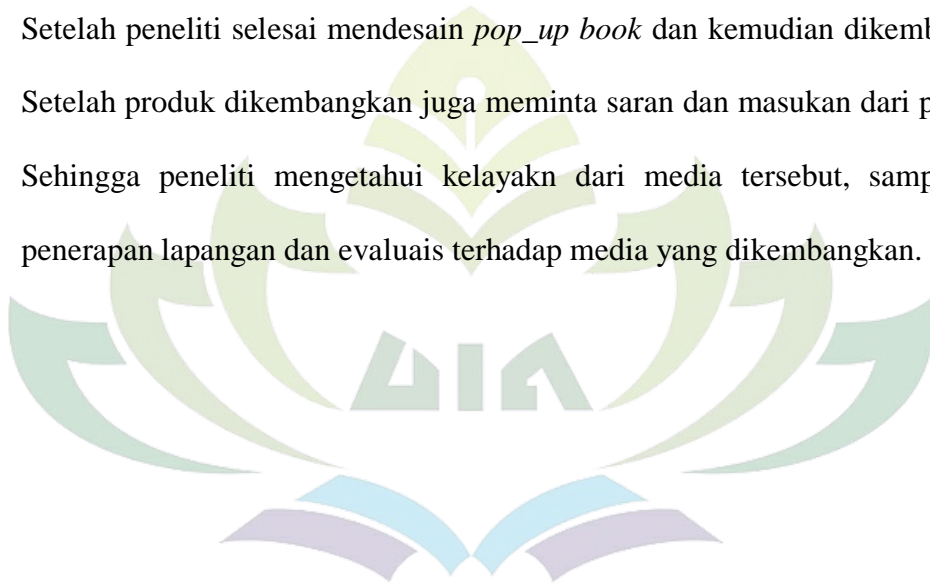 Setelah peneliti selesai mendesain pop_up book dan kemudian dikemb
Setelah produk dikembangkan juga meminta saran dan masukan dari p
Sehingga peneliti mengetahui kelayakn dari media tersebut, samp
penerapan lapangan dan evaluais terhadap media yang dikembangkan.
UIN